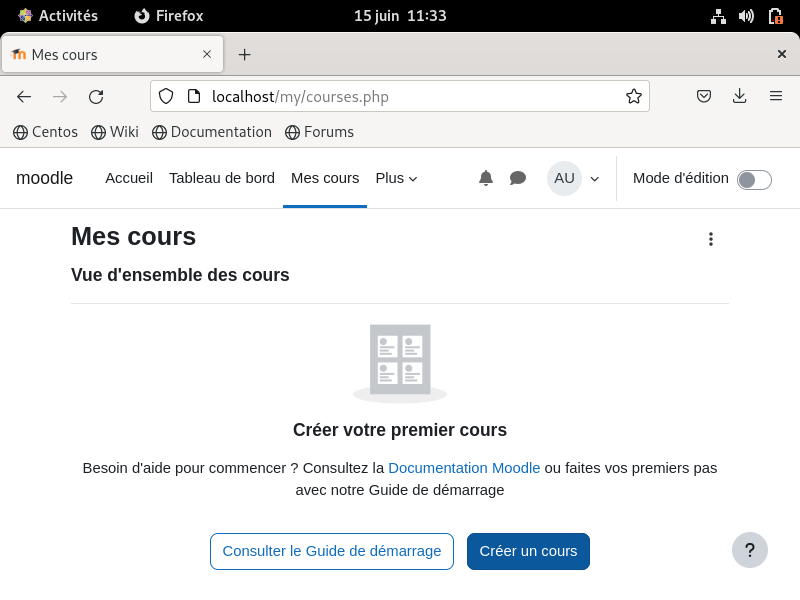 Activités Firefox 15 juin 11:33
Mes cours
localhost/my/courses.php
Centos Wiki Documentation Forums
moodle Accueil Tableau de bord Mes cours Plus AU Mode d'édition
Mes cours
Vue d'ensemble des cours
Créer votre premier cours
Besoin d'aide pour commencer ? Consultez la Documentation Moodle ou faites vos premiers pas
avec notre Guide de démarrage
Consulter le Guide de démarrage Créer un cours ?